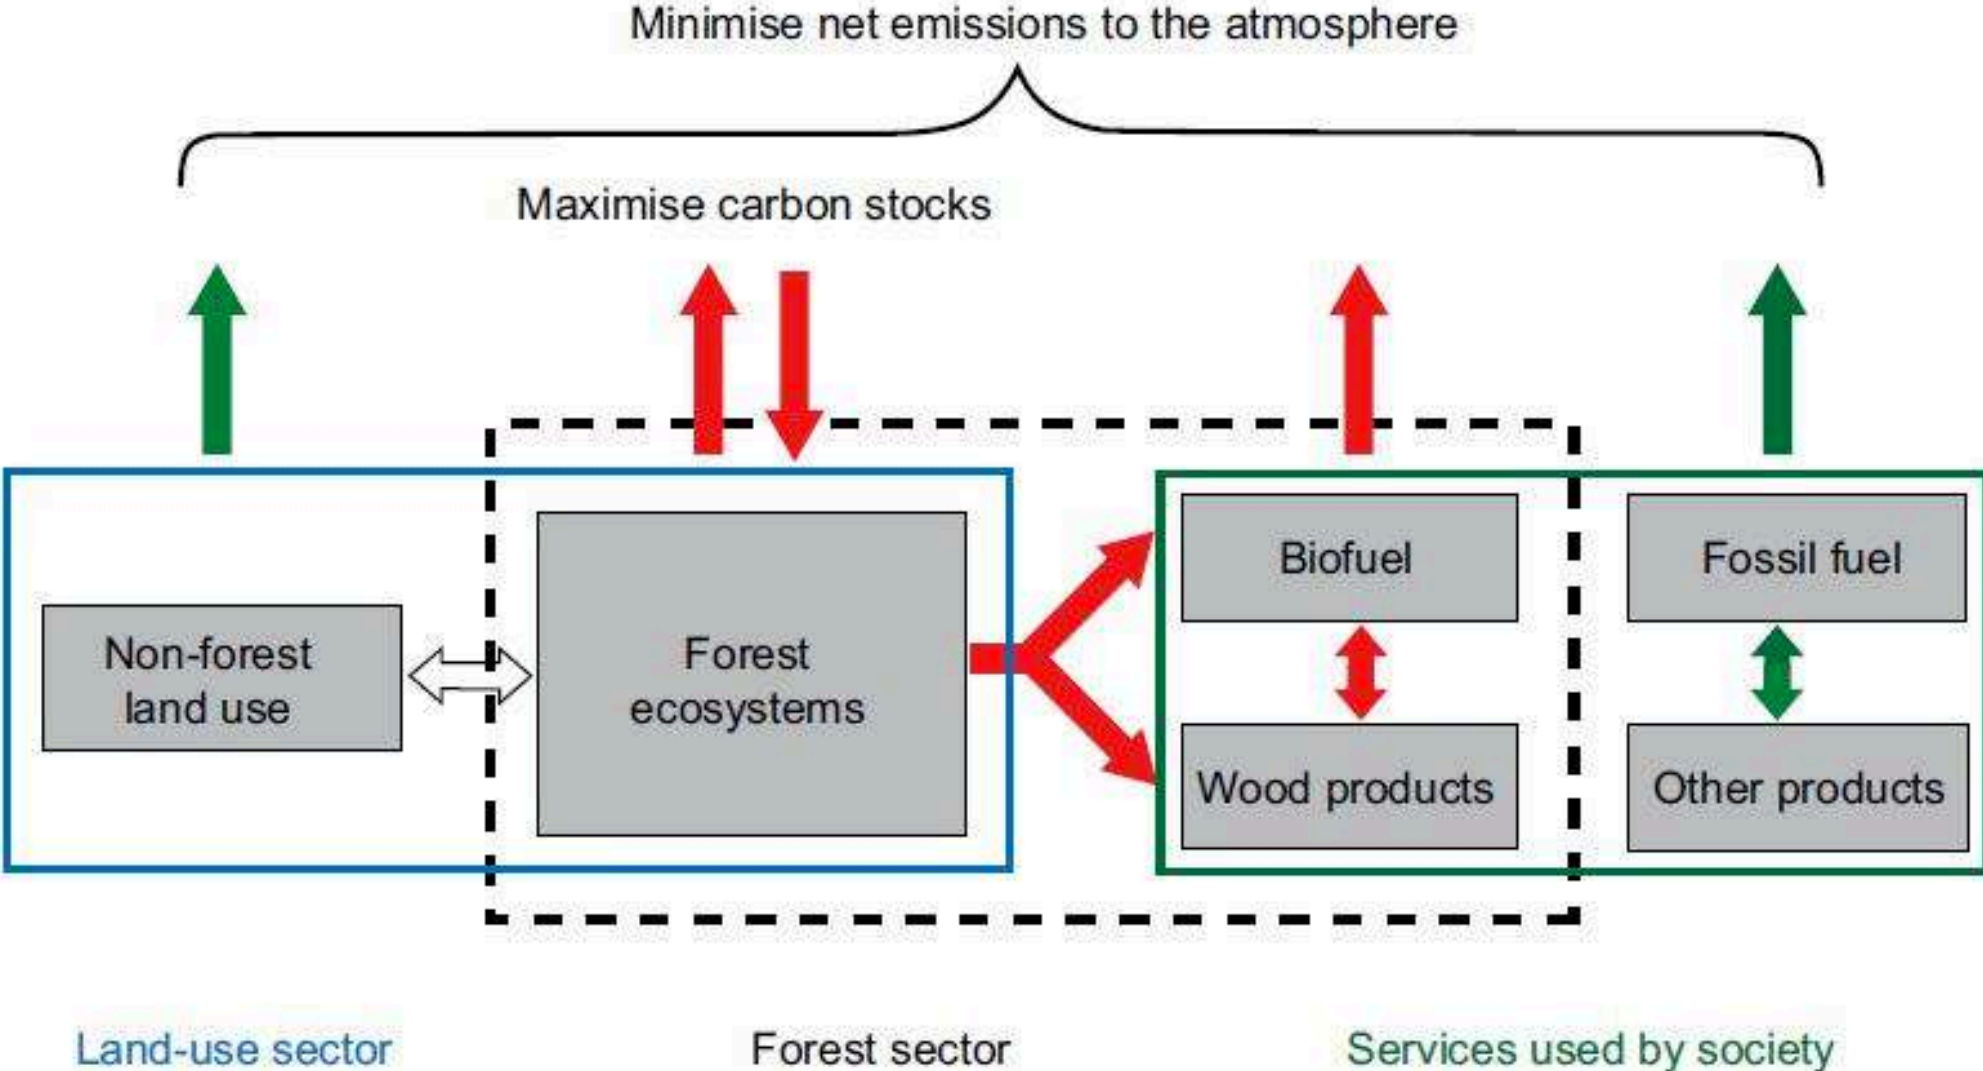 Minimise net emissions to the atmosphere
Maximise carbon stocks
Non-forest
land use
Forest
ecosystems
Biofuel
Wood products
Fossil fuel
Other products
Land-use sector
Forest sector
Services used by society